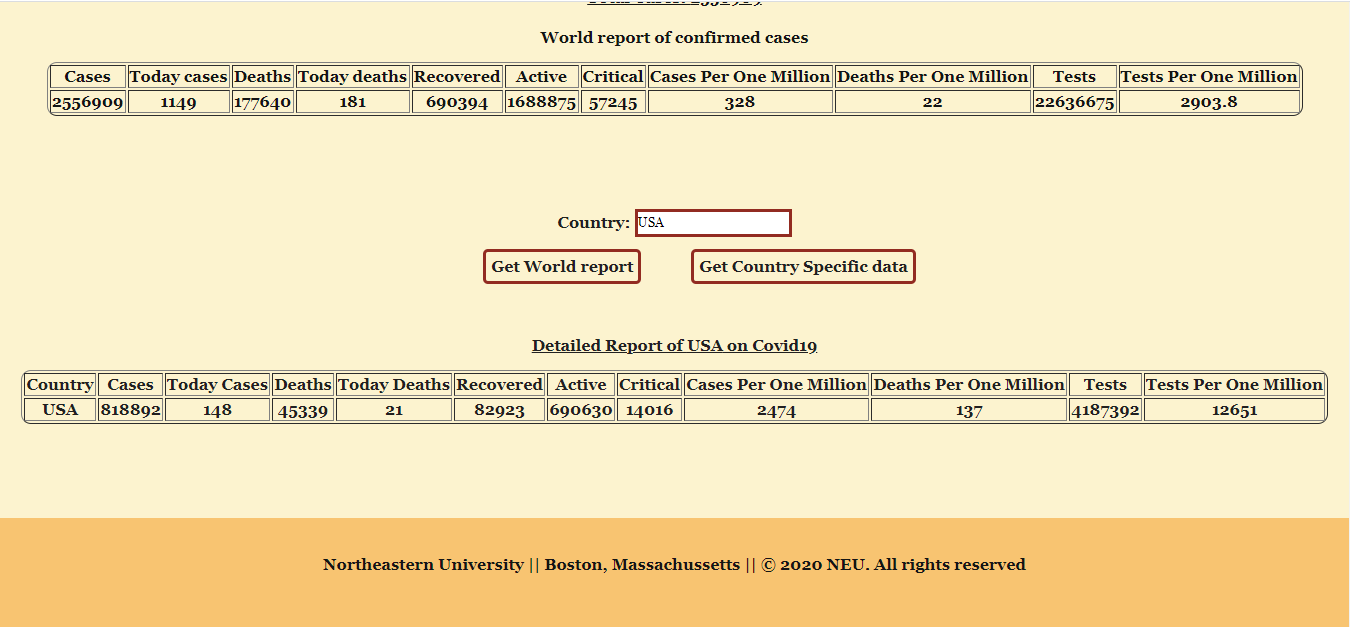 World report of confirmed cases
Cases Today cases Deaths Today deaths Recovered Active Critical Cases Per One Million Deaths Per One Million Tests Tests Per One Million
2556909 1149 177640 181 690394 1688875 57245 328 22 22636675 2903.8
Country: USA
Get World report Get Country Specific data
Detailed Report of USA on Covid19
Country Cases Today Cases Deaths Today Deaths Recovered Active Critical Cases Per One Million Deaths Per One Million Tests Tests Per One Million
USA 818892 148 45339 21 82923 690630 14016 2474 137 4187392 12651
Northeastern University || Boston, Massachussetts || © 2020 NEU. All rights reserved